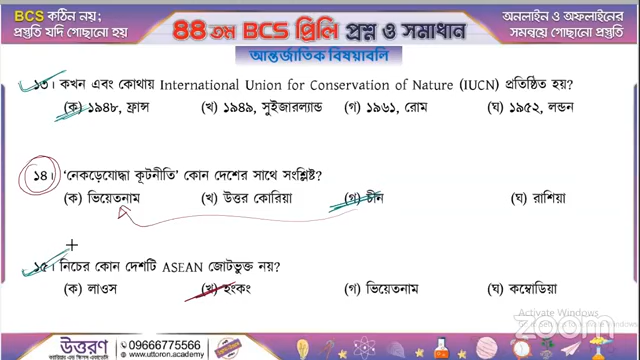 BCS কঠিন নয়;
প্রস্তুতি যদি গোছানো হয়
৪৪ তম BCS প্রিলি প্রশ্ন ও সমাধান
অনলাইন ও অফলাইনের
সমন্বয়ে গোছানো প্রস্তুতি
আন্তর্জাতিক বিষয়াবলি
১৩। কখন এবং কোথায় International Union for Conservation of Nature (IUCN) প্রতিষ্ঠিত হয়?
(ক) ১৯৪৮, ফ্রান্স (খ) ১৯৪৯, সুইজারল্যান্ড (গ) ১৯৬১, রোম (ঘ) ১৯৫২, লন্ডন
১৪। ‘নেকড়েযোদ্ধা কূটনীতি’ কোন দেশের সাথে সংশ্লিষ্ট?
(ক) ভিয়েতনাম (খ) উত্তর কোরিয়া (গ) চীন (ঘ) রাশিয়া
১৫। নিচের কোন দেশটি ASEAN জোটভুক্ত নয়?
(ক) লাওস (খ) হংকং (গ) ভিয়েতনাম (ঘ) কম্বোডিয়া
Activate Windows
zoom
উত্তরণ
09666775566
www.uttoron.academy